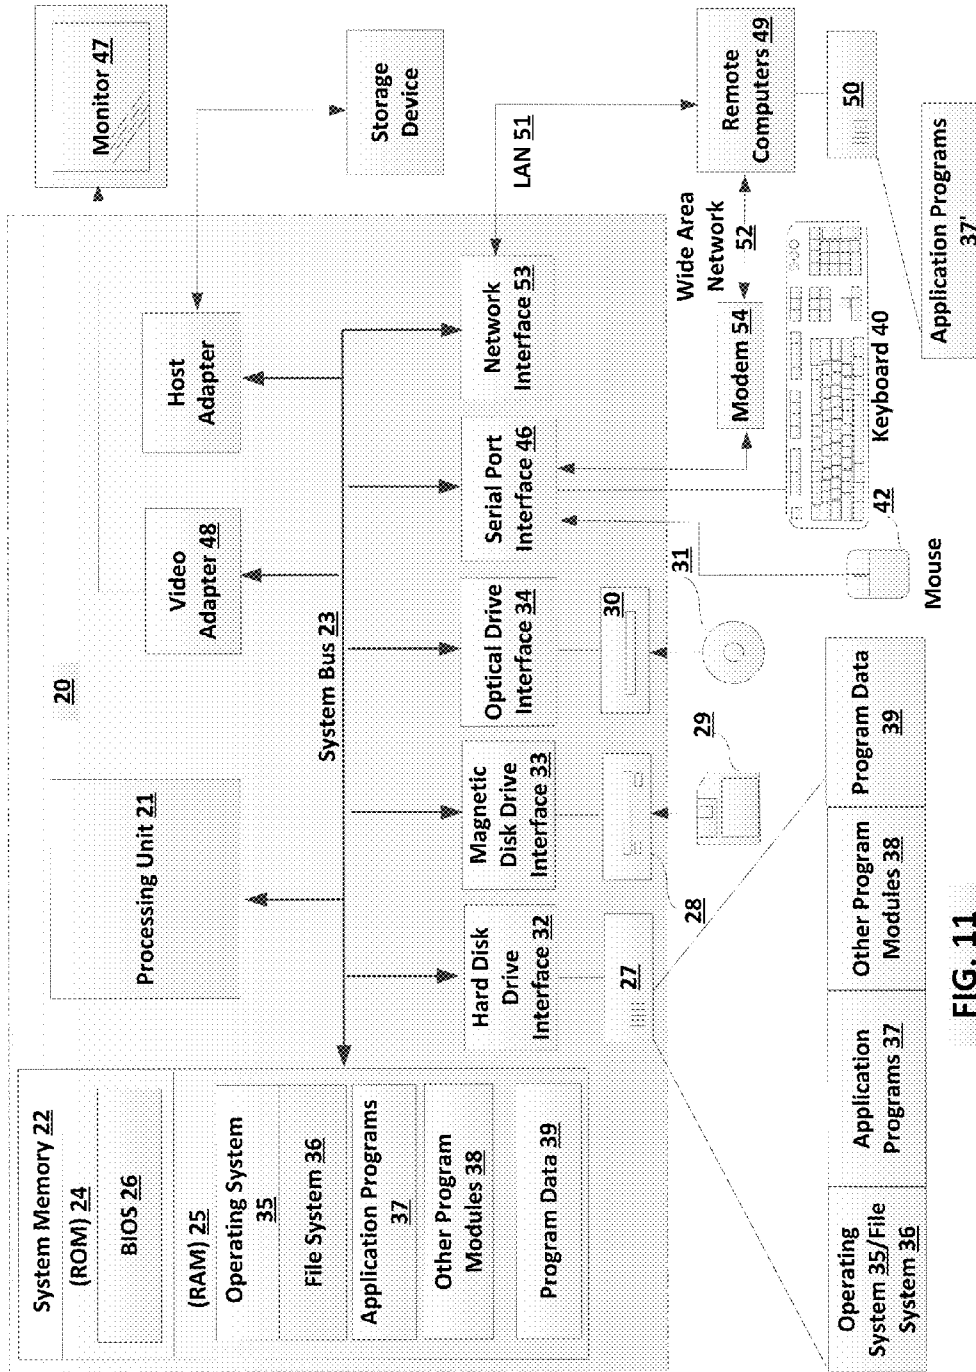 System Memory 22
(ROM) 24
BIOS 26
(RAM) 25
Operating System
35
File System 36
Application Programs
37
Other Program
Modules 38
Program Data 39
Processing Unit 21
20
Video
Adapter 48
Host
Adapter
Monitor 47
Storage
Device
System Bus 23
Hard Disk
Drive
Interface 32
Magnetic
Disk Drive
Interface 33
Optical Drive
Interface 34
Serial Port
Interface 46
Network
Interface 53
LAN 51
27
28
29
30
31
Wide Area
Network
52
Modem 54
Remote
Computers 49
50
Keyboard 40
42
Mouse
Application Programs
37'
Operating
System 35/File
System 36
Application
Programs 37
Other Program
Modules 38
Program Data
39
FIG. 11